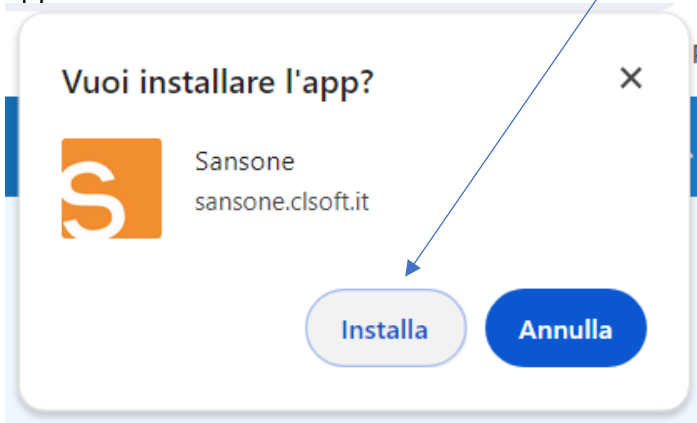 Vuoi installare l'app?
S
Sansone
sansone.clsoft.it
Installa
Annulla